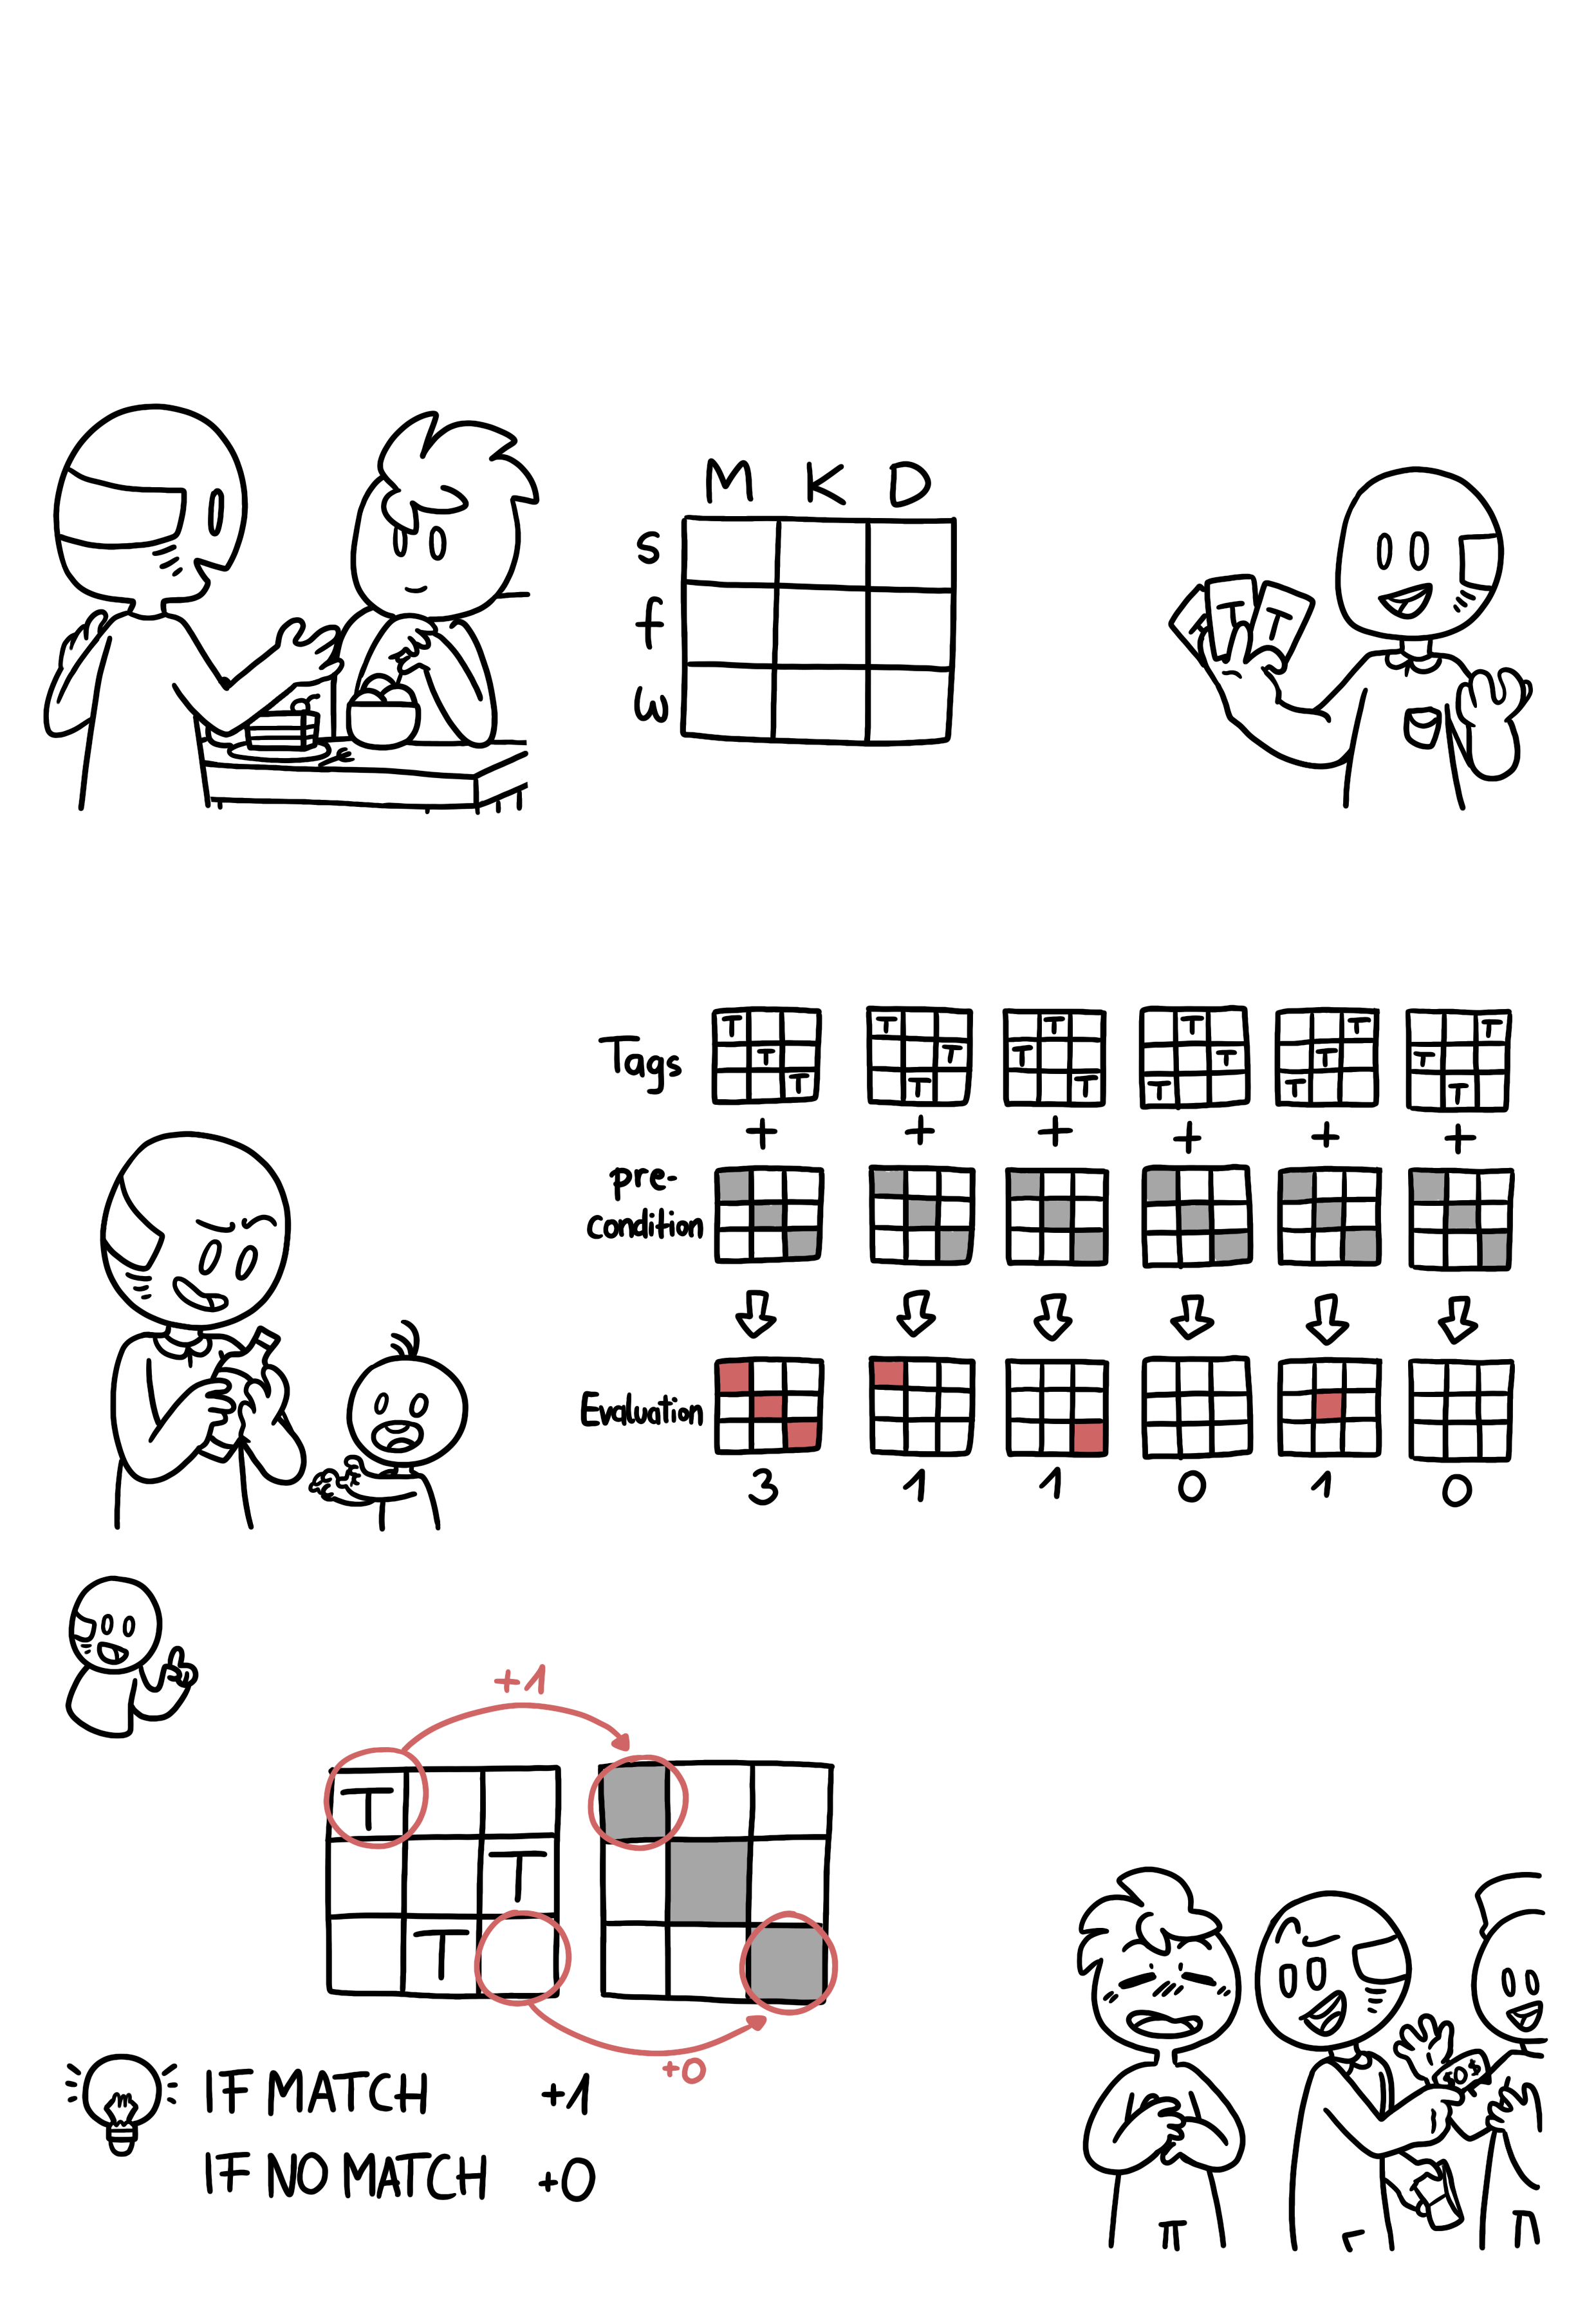 M K D
s
f
w
T T T
Tags
T T T T T T
T T T T T T
T T T T T T
+ + + + + +
pre-
condition
Evaluation
3 1 1 0 1 0
+1
T
T
T
+0
IF MATCH +1
IF NO MATCH +0